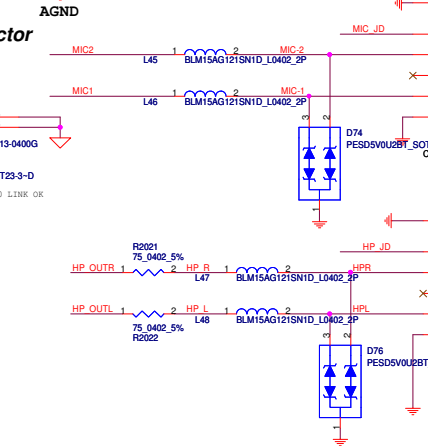 AGND
ctor
MIC_JD
MIC2 1 2 MIC-2
L45 BLM15AG121SN1D_L0402_2P
MIC1 1 2 MIC-1
L46 BLM15AG121SN1D_L0402_2P
3 2
D74
13-0400G PESD5V0U2BT_SOT
C
T23-3~D
LINK OK
1
R2021
75_0402_5%
HP_JD
HP_OUTR 1 2 HP_R 1 2 HPR
L47 BLM15AG121SN1D_L0402_2P
HP_OUTL 1 2 HP_L 1 2 HPL
75_0402_5% L48 BLM15AG121SN1D_L0402_2P
R2022
3 2
D76
PESD5V0U2BT
1